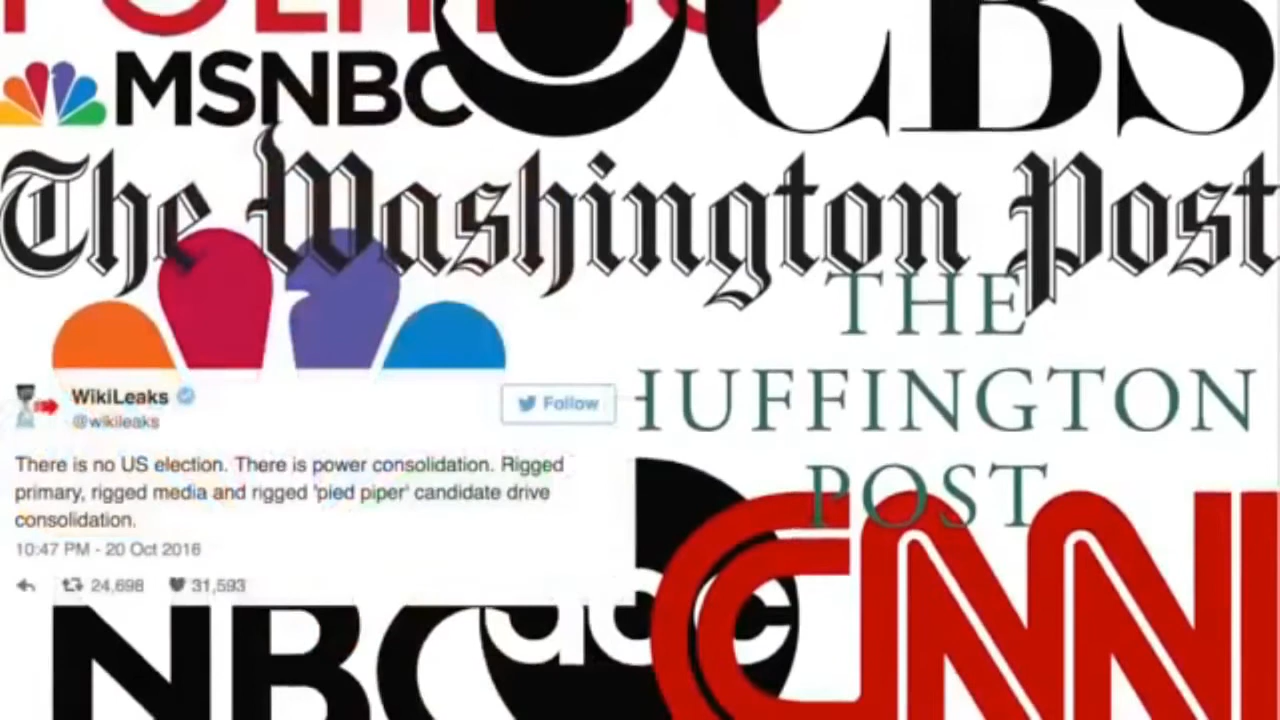 POLITICO
CBS
MSNBC
The Washington Post
THE
HUFFINGTON
POST
WikiLeaks
@wikileaks
Follow
There is no US election. There is power consolidation. Rigged
primary, rigged media and rigged 'pied piper' candidate drive
consolidation.
10:47 PM - 20 Oct 2016
24,698 31,593
NBC
abc
CNN